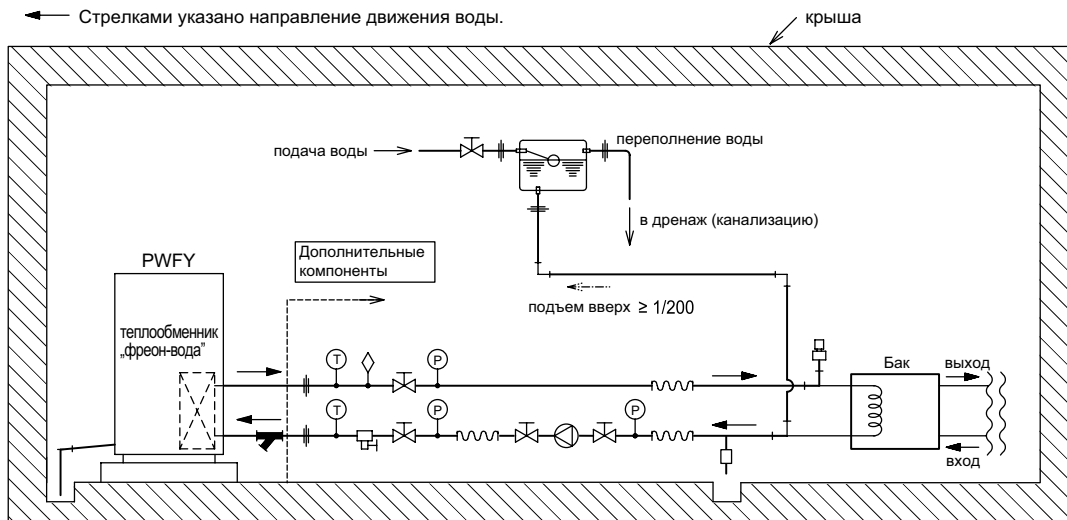 Стрелками указано направление движения воды.
крыша
подача воды
переполнение воды
в дренаж (канализацию)
PWFY
Дополнительные
компоненты
подъем вверх ≥ 1/200
теплообменник
„фреон-вода”
T
P
Бак
выход
T
P
P
вход